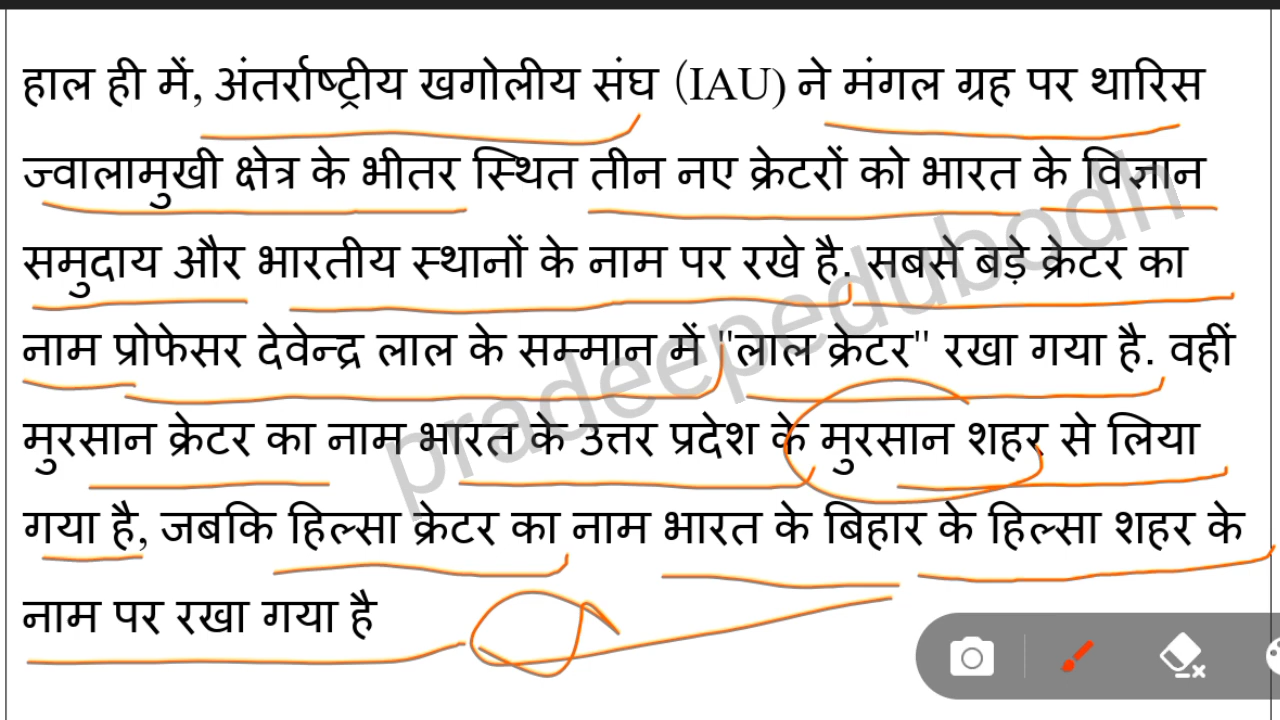 हाल ही में, अंतर्राष्ट्रीय खगोलीय संघ (IAU) ने मंगल ग्रह पर थारिस
ज्वालामुखी क्षेत्र के भीतर स्थित तीन नए क्रेटरों को भारत के विज्ञान
समुदाय और भारतीय स्थानों के नाम पर रखे है. सबसे बड़े क्रेटर का
नाम प्रोफेसर देवेन्द्र लाल के सम्मान में "लाल क्रेटर" रखा गया है. वहीं
मुरसान क्रेटर का नाम भारत के उत्तर प्रदेश के मुरसान शहर से लिया
गया है, जबकि हिल्सा क्रेटर का नाम भारत के बिहार के हिल्सा शहर के
नाम पर रखा गया है
pradeepedubodh